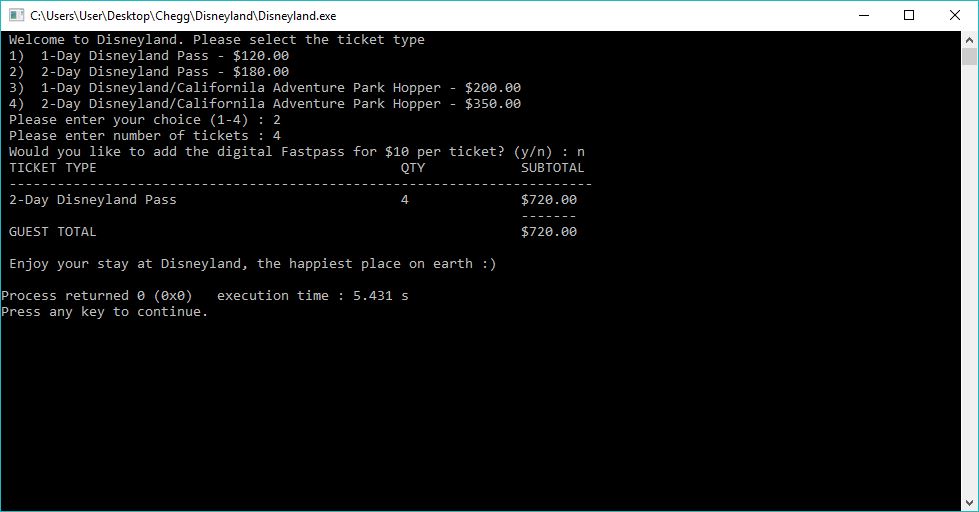 C:\Users\User\Desktop\Chegg\Disneyland\Disneyland.exe
Welcome to Disneyland. Please select the ticket type
1)  1-Day Disneyland Pass - $120.00
2)  2-Day Disneyland Pass - $180.00
3)  1-Day Disneyland/Californila Adventure Park Hopper - $200.00
4)  2-Day Disneyland/Californila Adventure Park Hopper - $350.00
Please enter your choice (1-4) : 2
Please enter number of tickets : 4
Would you like to add the digital Fastpass for $10 per ticket? (y/n) : n
TICKET TYPE                                      QTY            SUBTOTAL
-------------------------------------------------------------------------
2-Day Disneyland Pass                            4              $720.00
                                                                -------
GUEST TOTAL                                                     $720.00
Enjoy your stay at Disneyland, the happiest place on earth :)
Process returned 0 (0x0)   execution time : 5.431 s
Press any key to continue.